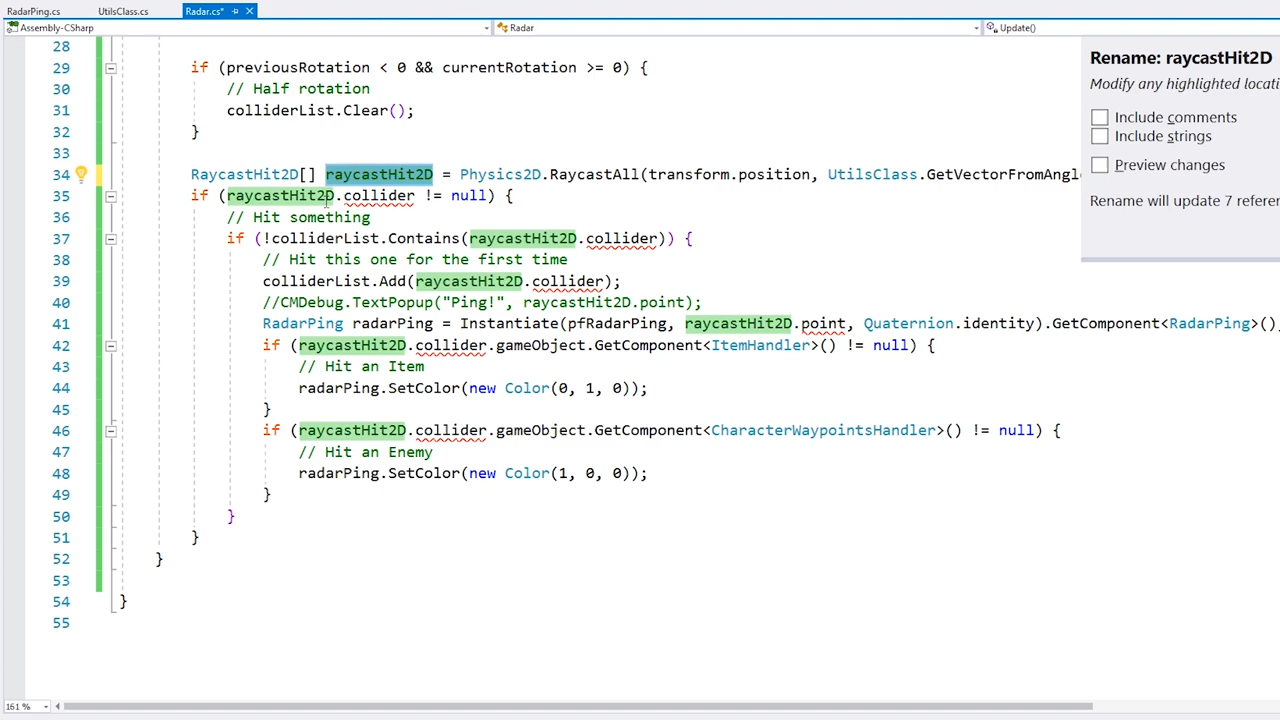 RadarPing.cs UtilsClass.cs Radar.cs*
Assembly-CSharp Radar Update()
28
29 if (previousRotation < 0 && currentRotation >= 0) {
30 // Half rotation
31 colliderList.Clear();
32 }
33
34 RaycastHit2D[] raycastHit2D = Physics2D.RaycastAll(transform.position, UtilsClass.GetVectorFromAngle
35 if (raycastHit2D.collider != null) {
36 // Hit something
37 if (!colliderList.Contains(raycastHit2D.collider)) {
38 // Hit this one for the first time
39 colliderList.Add(raycastHit2D.collider);
40 //CMDebug.TextPopup("Ping!", raycastHit2D.point);
41 RadarPing radarPing = Instantiate(pfRadarPing, raycastHit2D.point, Quaternion.identity).GetComponent<RadarPing>()
42 if (raycastHit2D.collider.gameObject.GetComponent<ItemHandler>() != null) {
43 // Hit an Item
44 radarPing.SetColor(new Color(0, 1, 0));
45 }
46 if (raycastHit2D.collider.gameObject.GetComponent<CharacterWaypointsHandler>() != null) {
47 // Hit an Enemy
48 radarPing.SetColor(new Color(1, 0, 0));
49 }
50 }
51 }
52 }
53
54 }
55
Rename: raycastHit2D
Modify any highlighted locati
Include comments
Include strings
Preview changes
Rename will update 7 referen
161 %